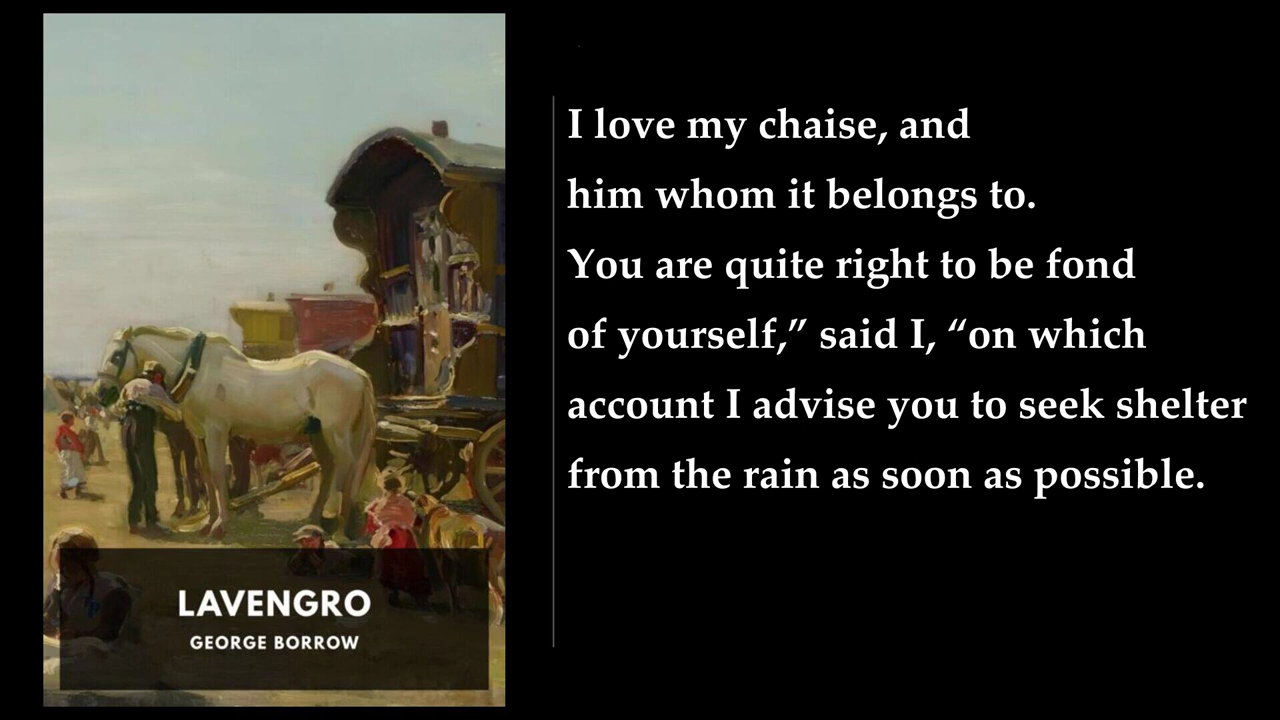 LAVENGRO
GEORGE BORROW
I love my chaise, and
him whom it belongs to.
You are quite right to be fond
of yourself,” said I, “on which
account I advise you to seek shelter
from the rain as soon as possible.